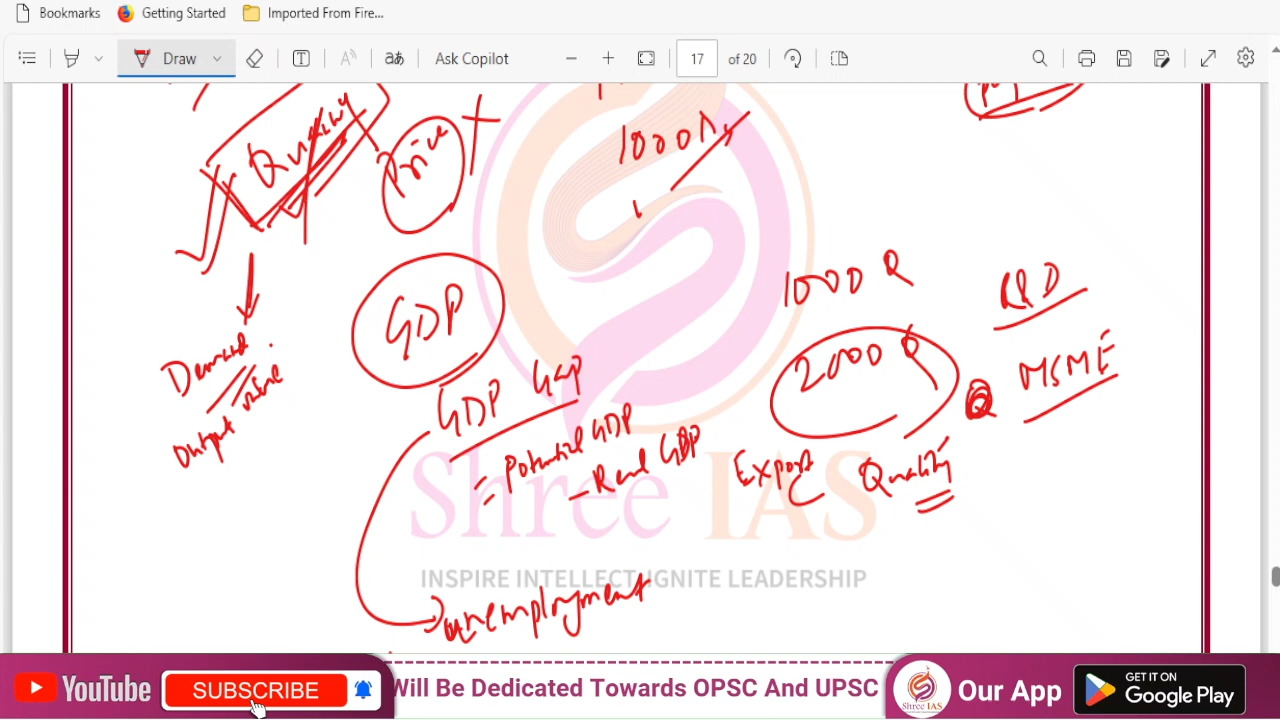 Bookmarks Getting Started Imported From Fire...
Draw Ask Copilot 17 of 20
Quality
Price
GDP
1000 Q
R&D
2000 Q
MSME
Demand
Output
GDP Gap
= Potential GDP
- Real GDP
Export
Quality
Shree IAS
INSPIRE INTELLECT IGNITE LEADERSHIP
unemployment
YouTube SUBSCRIBE Will Be Dedicated Towards OPSC And UPSC Shree IAS Our App GET IT ON Google Play